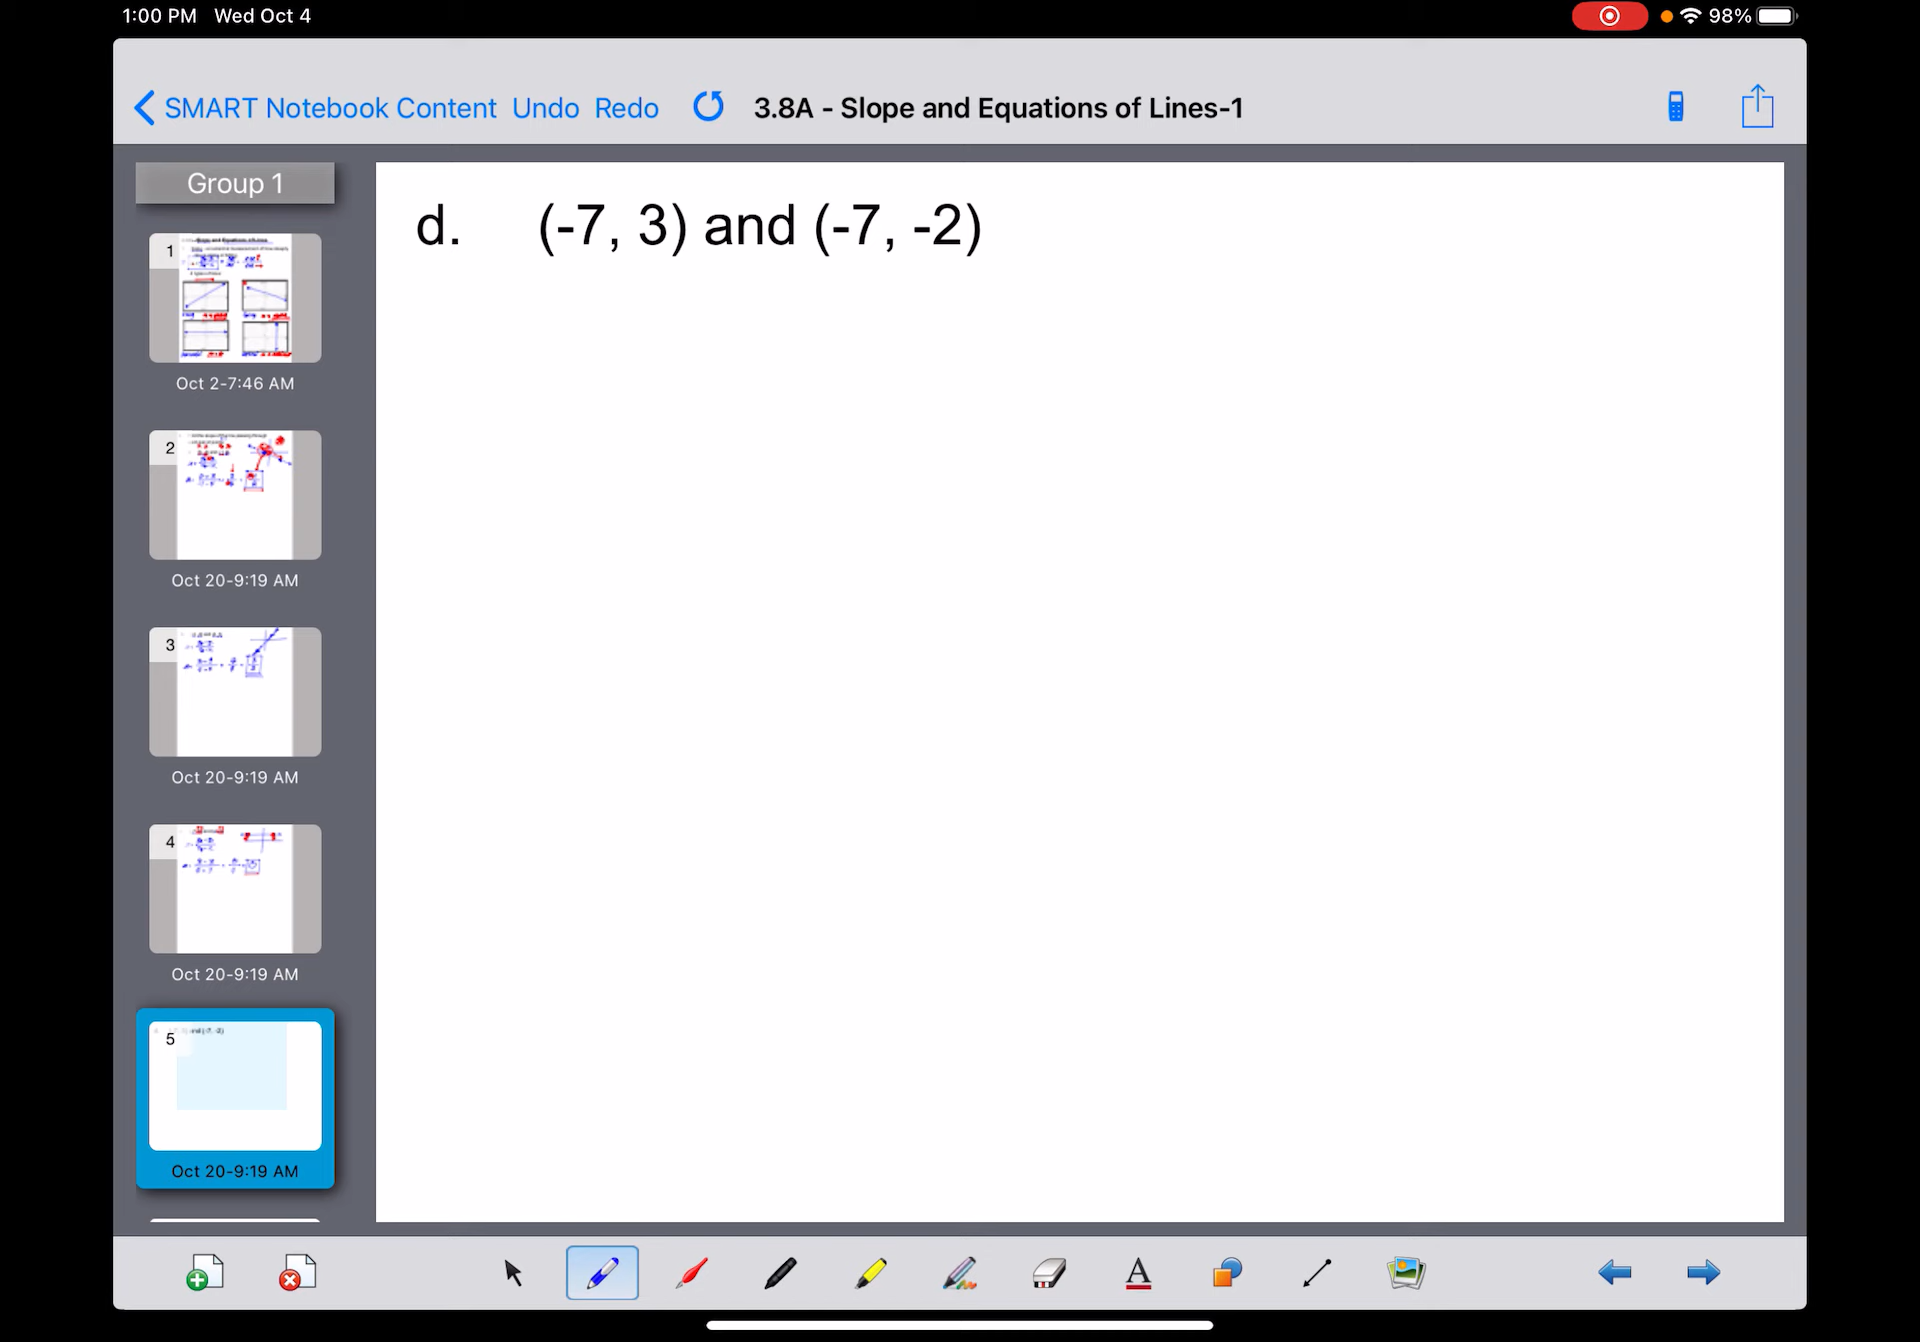 1:00 PM Wed Oct 4 98%
SMART Notebook Content Undo Redo 3.8A - Slope and Equations of Lines-1
Group 1
1
Oct 2-7:46 AM
2
Oct 20-9:19 AM
3
Oct 20-9:19 AM
4
Oct 20-9:19 AM
5
Oct 20-9:19 AM
d. (-7, 3) and (-7, -2)
A